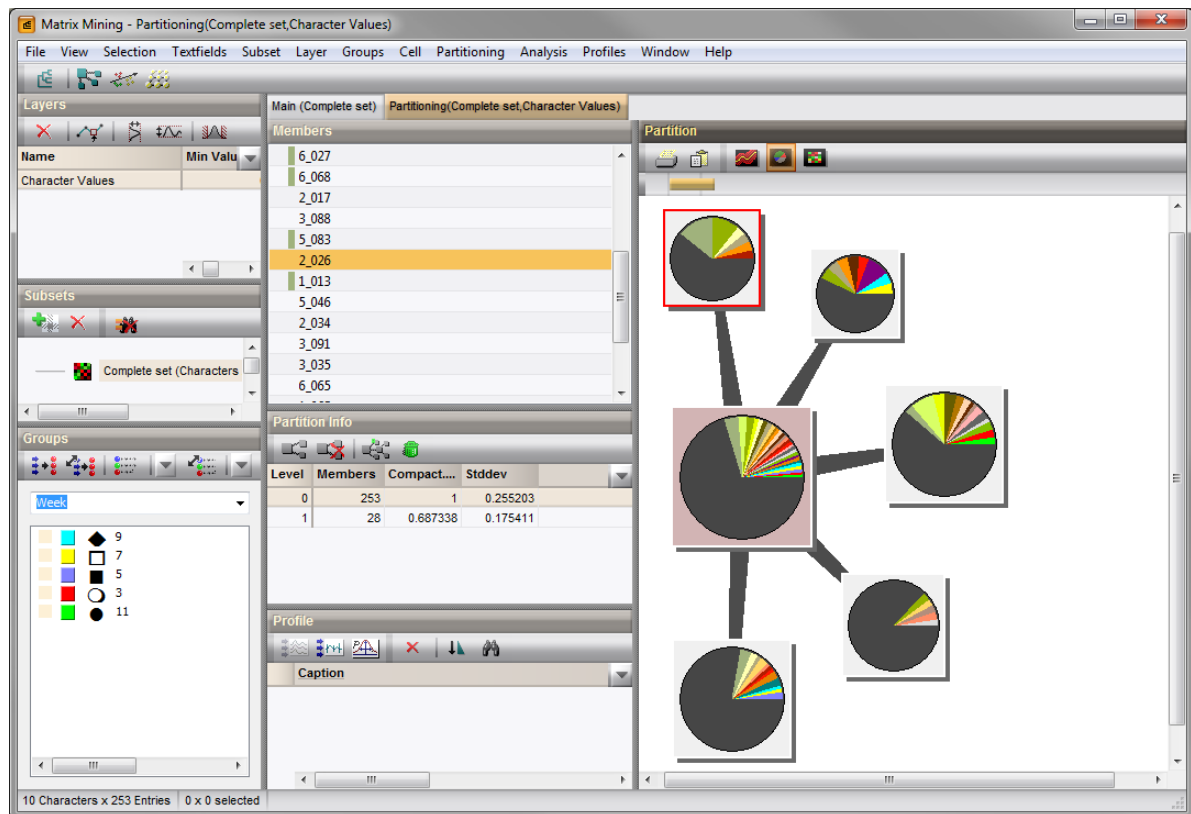 Matrix Mining - Partitioning(Complete set,Character Values)
File View Selection Textfields Subset Layer Groups Cell Partitioning Analysis Profiles Window Help
Layers
Name Min Valu
Character Values
Subsets
Complete set (Characters
Groups
Week
9
7
5
3
11
Main (Complete set) Partitioning(Complete set,Character Values)
Members
6_027
6_068
2_017
3_088
5_083
2_026
1_013
5_046
2_034
3_091
3_035
6_065
Partition Info
Level Members Compact.... Stddev
0 253 1 0.255203
1 28 0.687338 0.175411
Profile
Caption
Partition
10 Characters x 253 Entries 0 x 0 selected